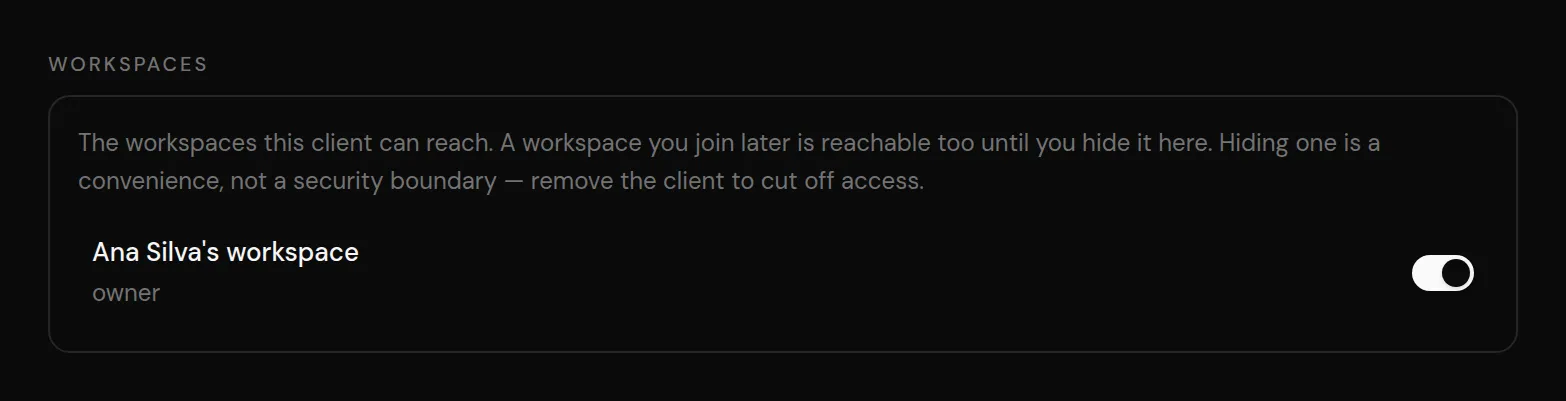 WORKSPACES
The workspaces this client can reach. A workspace you join later is reachable too until you hide it here. Hiding one is a
convenience, not a security boundary — remove the client to cut off access.
Ana Silva's workspace
owner